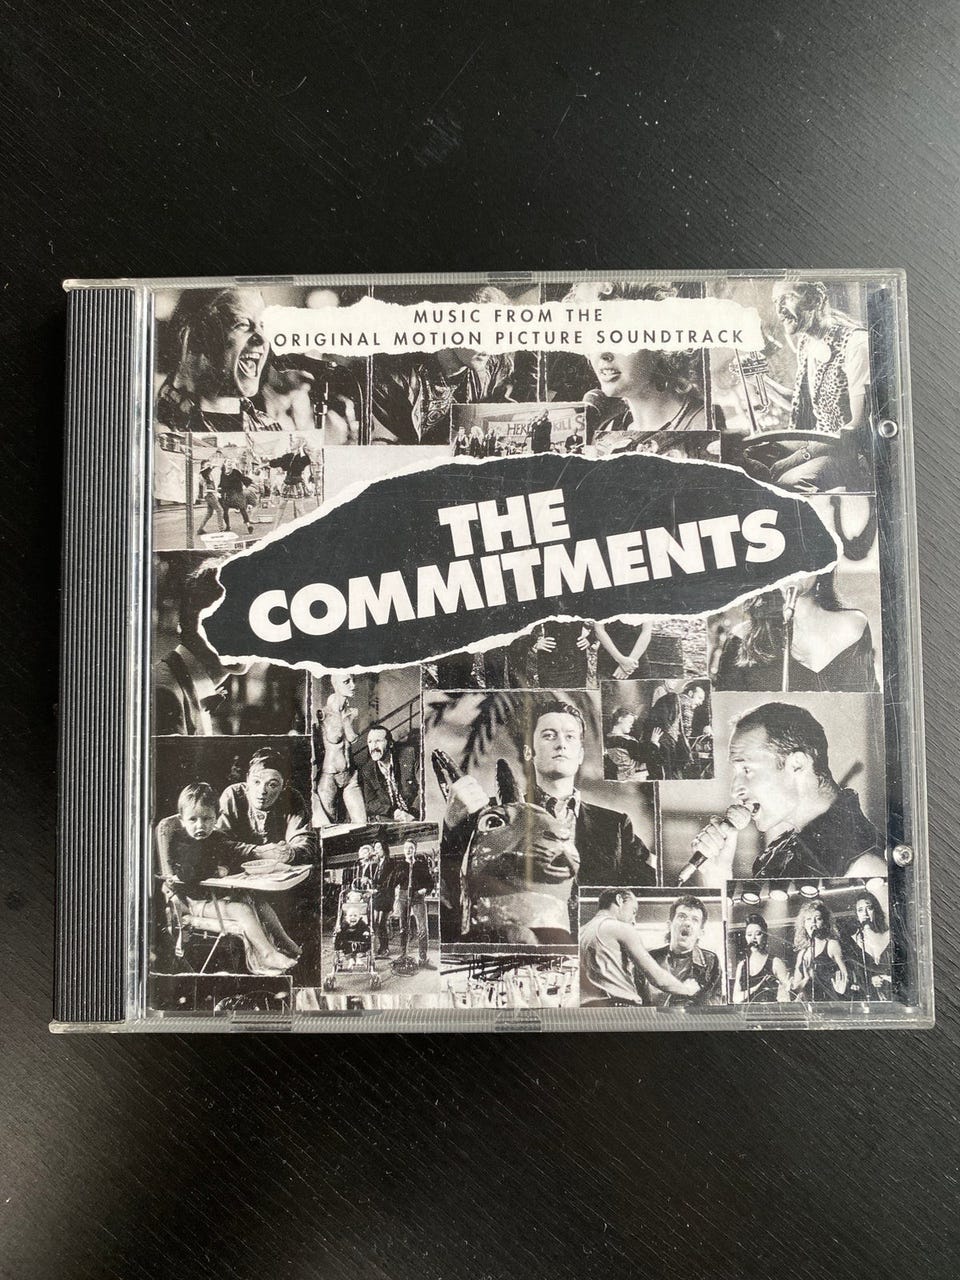 MUSIC FROM THE
ORIGINAL MOTION PICTURE SOUNDTRACK
THE
COMMITMENTS